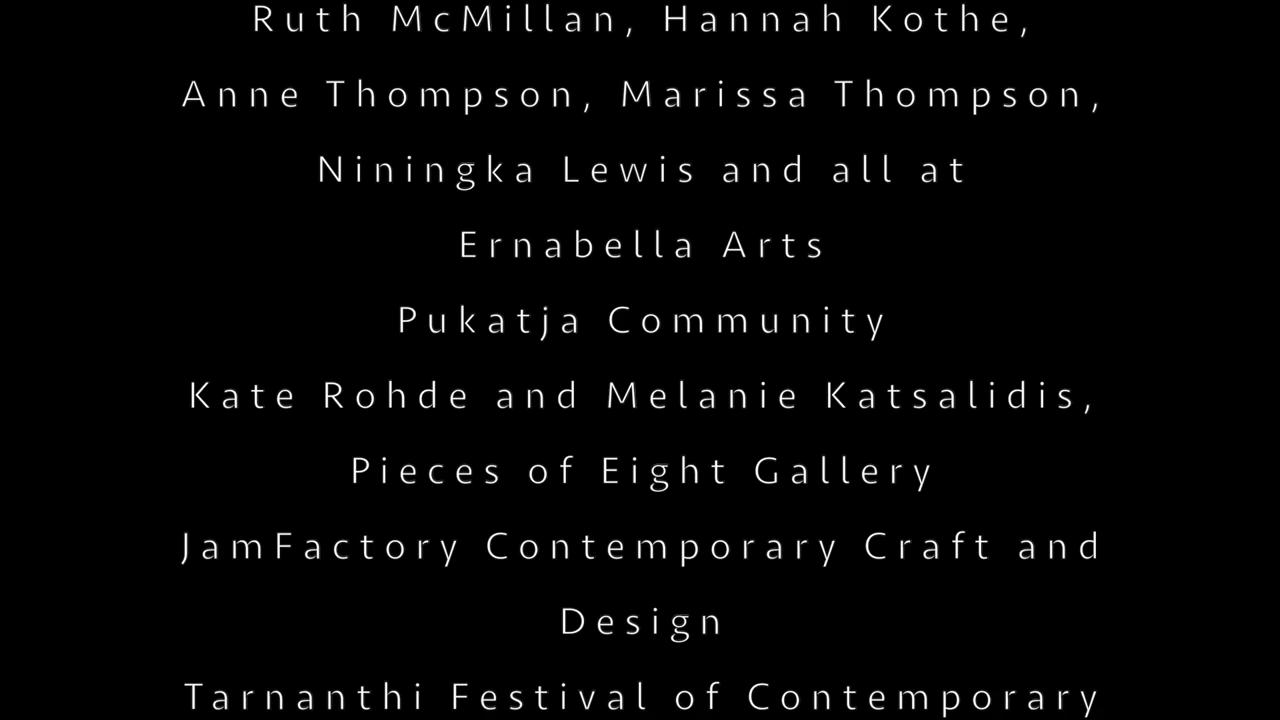 Ruth McMillan, Hannah Kothe,
Anne Thompson, Marissa Thompson,
Niningka Lewis and all at
Ernabella Arts
Pukatja Community
Kate Rohde and Melanie Katsalidis,
Pieces of Eight Gallery
JamFactory Contemporary Craft and
Design
Tarnanthi Festival of Contemporary